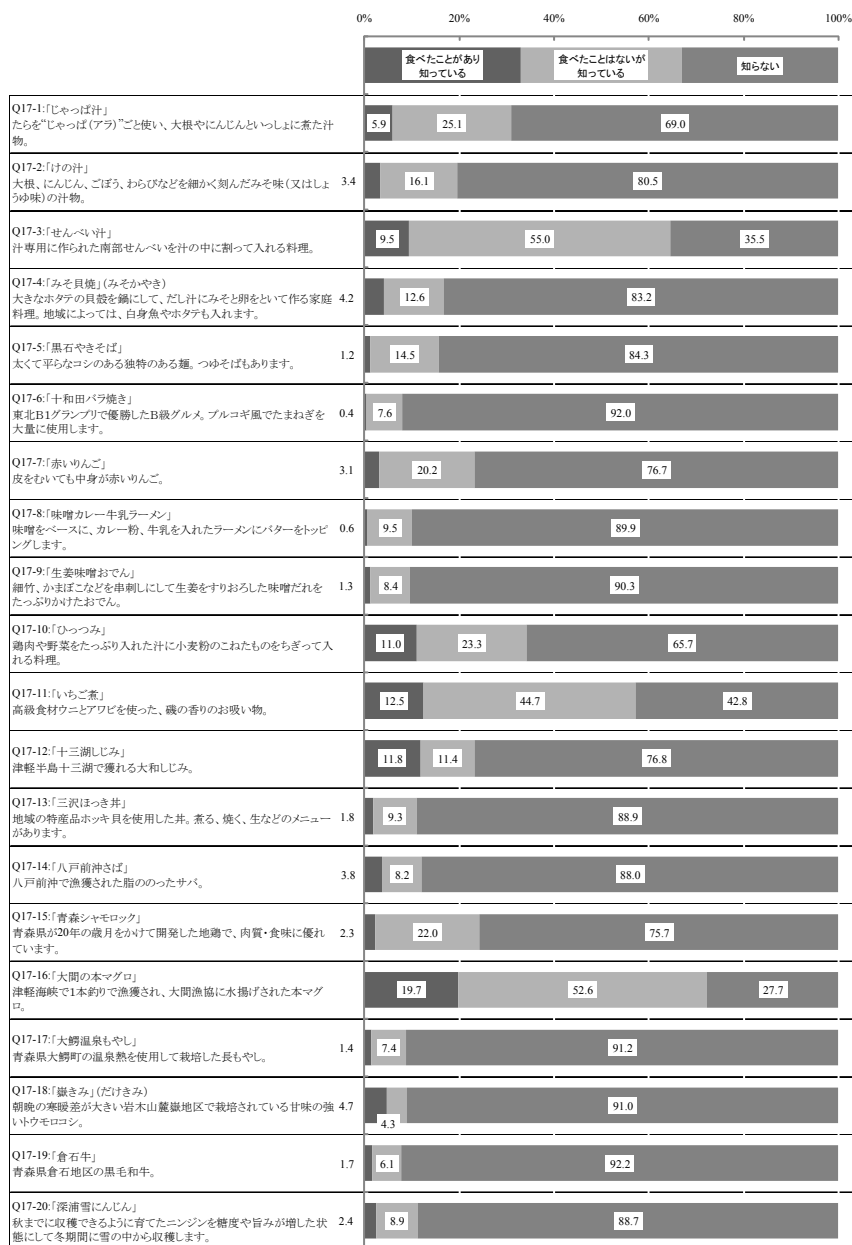 0% 20% 40% 60% 80% 100%
食べたことがあり
知っている
食べたことはないが
知っている
知らない
Q17-1:「じゃっぱ汁」
たらを“じゃっぱ（アラ）”ごと使い、大根やにんじんといっしょに煮た汁
物。
5.9 25.1 69.0
Q17-2:「けの汁」
大根、にんじん、ごぼう、わらびなどを細かく刻んだみそ味（又はしょ
うゆ味）の汁物。
3.4 16.1 80.5
Q17-3:「せんべい汁」
汁専用に作られた南部せんべいを汁の中に割って入れる料理。
9.5 55.0 35.5
Q17-4:「みそ貝焼」（みそかやき）
大きなホタテの貝殻を鍋にして、だし汁にみそと卵をといて作る家庭
料理。地域によっては、白身魚やホタテも入れます。
4.2 12.6 83.2
Q17-5:「黒石やきそば」
太くて平らなコシのある独特のある麺。つゆそばもあります。
1.2 14.5 84.3
Q17-6:「十和田バラ焼き」
東北B1グランプリで優勝したB級グルメ。プルコギ風でたまねぎを
大量に使用します。
0.4 7.6 92.0
Q17-7:「赤いりんご」
皮をむいても中身が赤いりんご。
3.1 20.2 76.7
Q17-8:「味噌カレー牛乳ラーメン」
味噌をベースに、カレー粉、牛乳を入れたラーメンにバターをトッピ
ングします。
0.6 9.5 89.9
Q17-9:「生姜味噌おでん」
細竹、かまぼこなどを串刺しにして生姜をすりおろした味噌だれを
たっぷりかけたおでん。
1.3 8.4 90.3
Q17-10:「ひっつみ」
鶏肉や野菜をたっぷり入れた汁に小麦粉のこねたものをちぎって入
れる料理。
11.0 23.3 65.7
Q17-11:「いちご煮」
高級食材ウニとアワビを使った、磯の香りのお吸い物。
12.5 44.7 42.8
Q17-12:「十三湖しじみ」
津軽半島十三湖で獲れる大和しじみ。
11.8 11.4 76.8
Q17-13:「三沢ほっき丼」
地域の特産品ホッキ貝を使用した丼。煮る、焼く、生などのメニュー
があります。
1.8 9.3 88.9
Q17-14:「八戸前沖さば」
八戸前沖で漁獲された脂ののったサバ。
3.8 8.2 88.0
Q17-15:「青森シャモロック」
青森県が20年の歳月をかけて開発した地鶏で、肉質・食味に優れ
ています。
2.3 22.0 75.7
Q17-16:「大間の本マグロ」
津軽海峡で1本釣りで漁獲され、大間漁協に水揚げされた本マグ
ロ。
19.7 52.6 27.7
Q17-17:「大鰐温泉もやし」
青森県大鰐町の温泉熱を使用して栽培した長もやし。
1.4 7.4 91.2
Q17-18:「嶽きみ」（だけきみ）
朝晩の寒暖差が大きい岩木山麓嶽地区で栽培されている甘味の強
いトウモロコシ。
4.7 4.3 91.0
Q17-19:「倉石牛」
青森県倉石地区の黒毛和牛。
1.7 6.1 92.2
Q17-20:「深浦雪にんじん」
秋までに収穫できるように育てたニンジンを糖度や旨みが増した状
態にして冬期間に雪の中から収穫します。
2.4 8.9 88.7